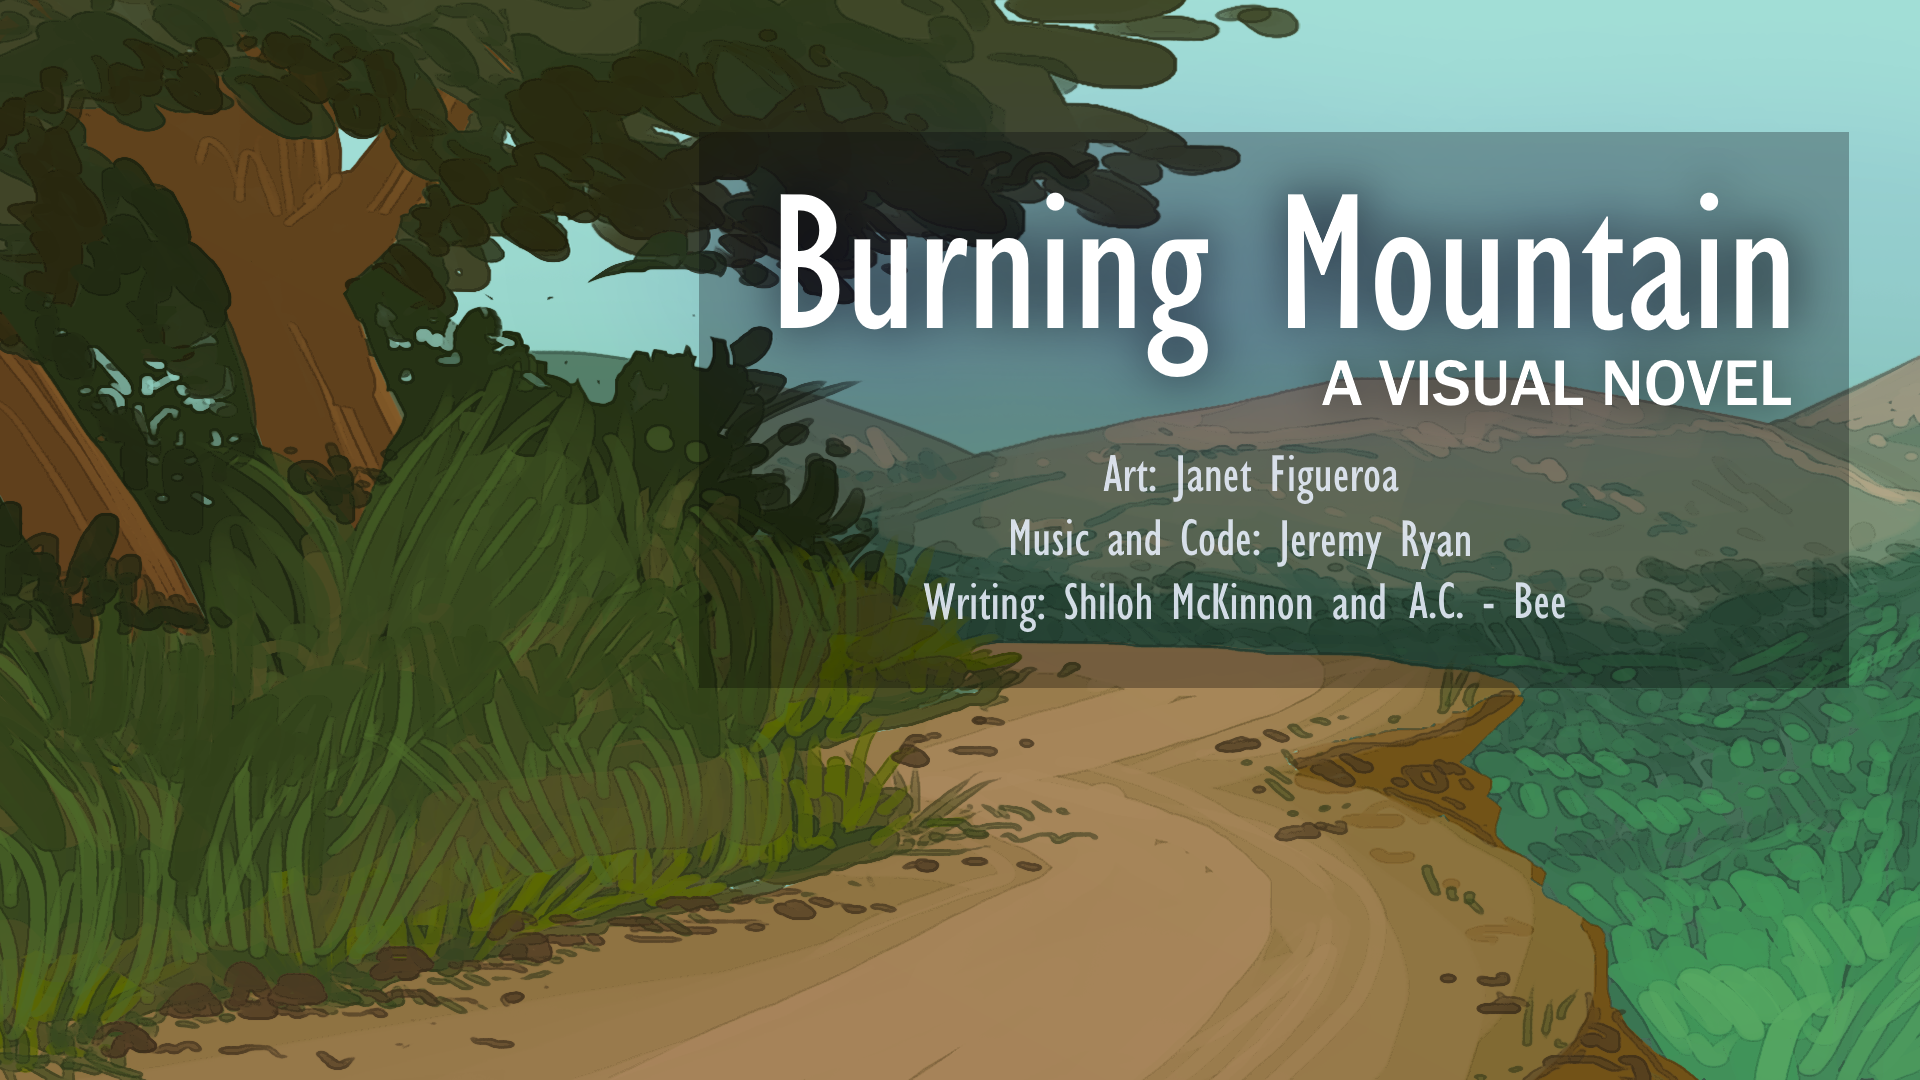 Burning Mountain
A VISUAL NOVEL
Art: Janet Figueroa
Music and Code: Jeremy Ryan
Writing: Shiloh McKinnon and A.C. - Bee